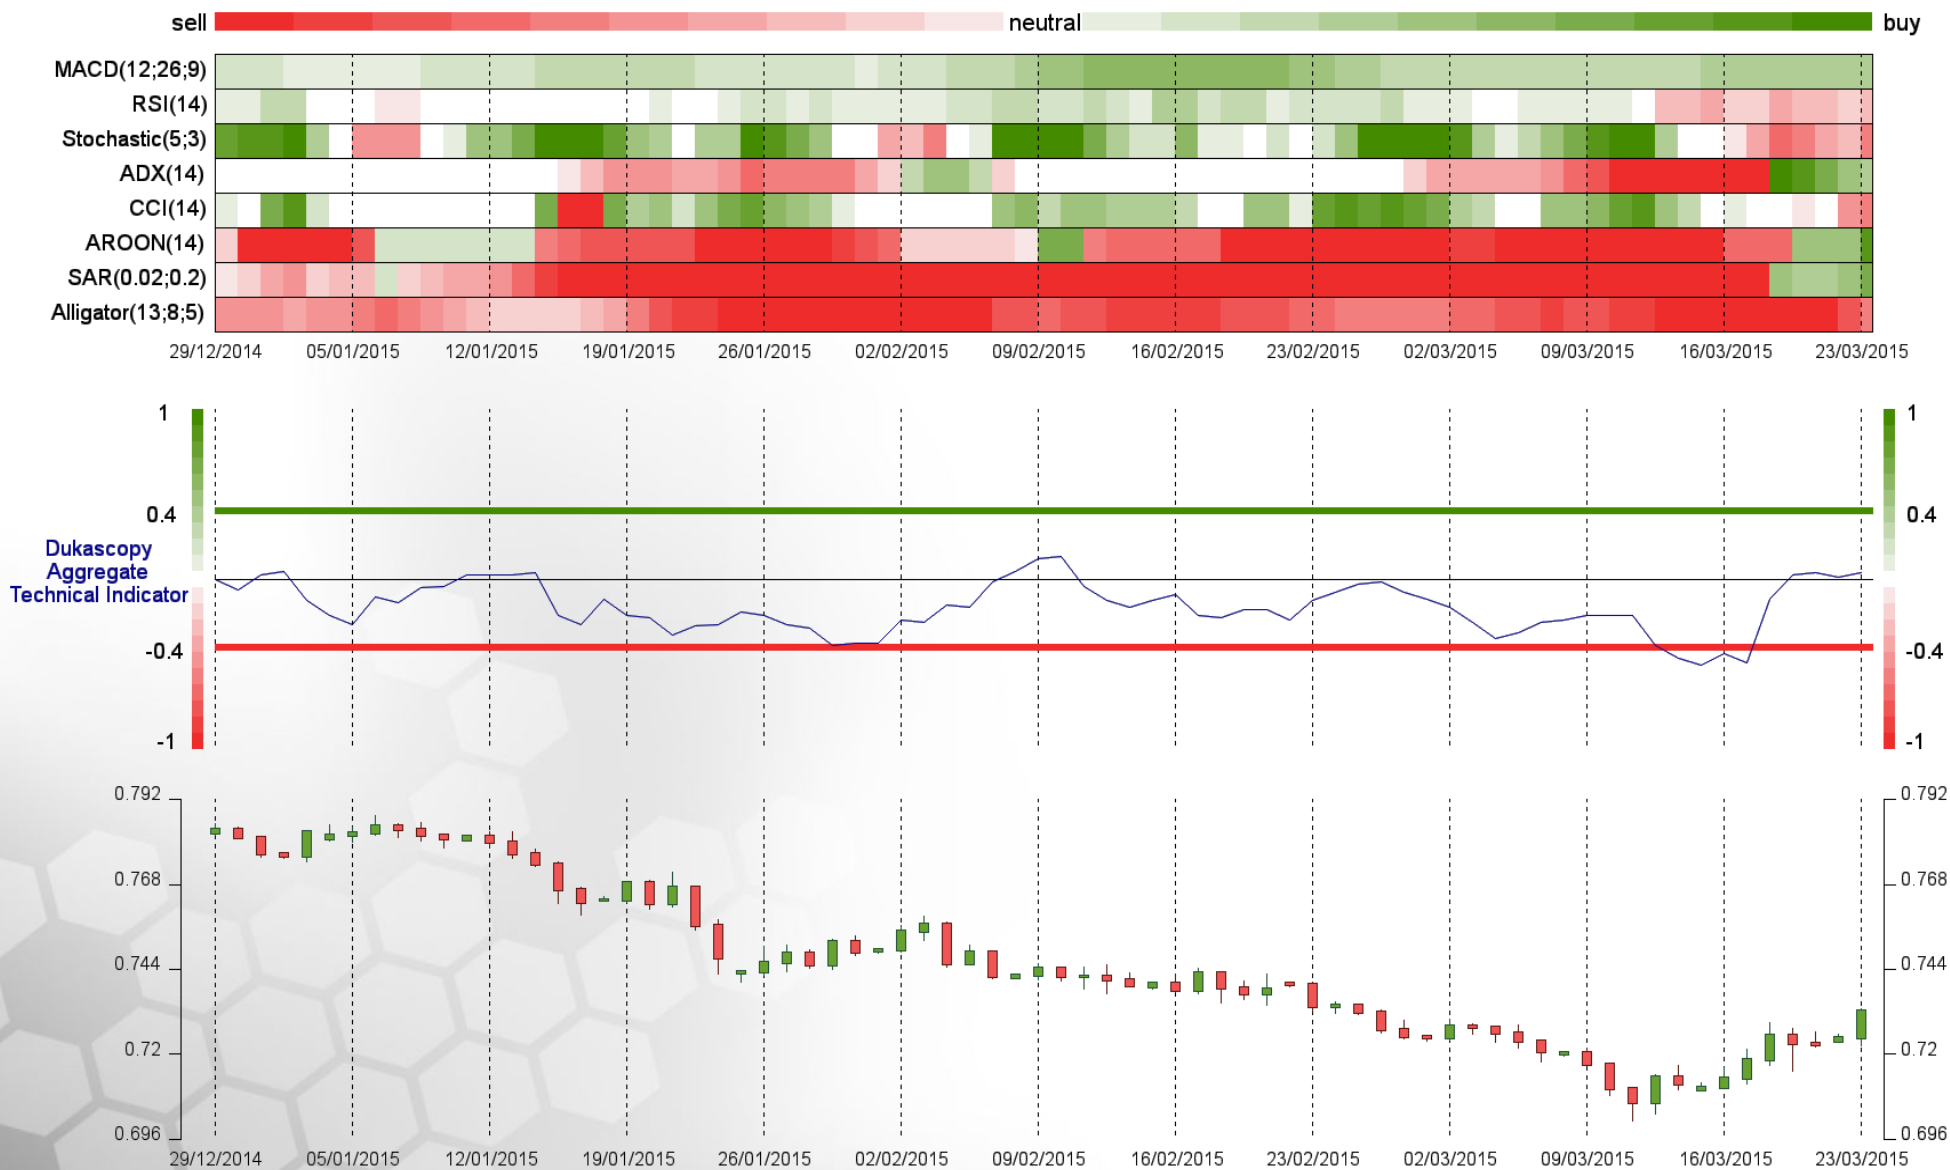 sell neutral buy
MACD(12;26;9)
RSI(14)
Stochastic(5;3)
ADX(14)
CCI(14)
AROON(14)
SAR(0.02;0.2)
Alligator(13;8;5)
29/12/2014 05/01/2015 12/01/2015 19/01/2015 26/01/2015 02/02/2015 09/02/2015 16/02/2015 23/02/2015 02/03/2015 09/03/2015 16/03/2015 23/03/2015
1 1
0.4 0.4
Dukascopy
Aggregate
Technical Indicator
-0.4 -0.4
-1 -1
0.792 0.792
0.768 0.768
0.744 0.744
0.72 0.72
0.696 0.696
29/12/2014 05/01/2015 12/01/2015 19/01/2015 26/01/2015 02/02/2015 09/02/2015 16/02/2015 23/02/2015 02/03/2015 09/03/2015 16/03/2015 23/03/2015